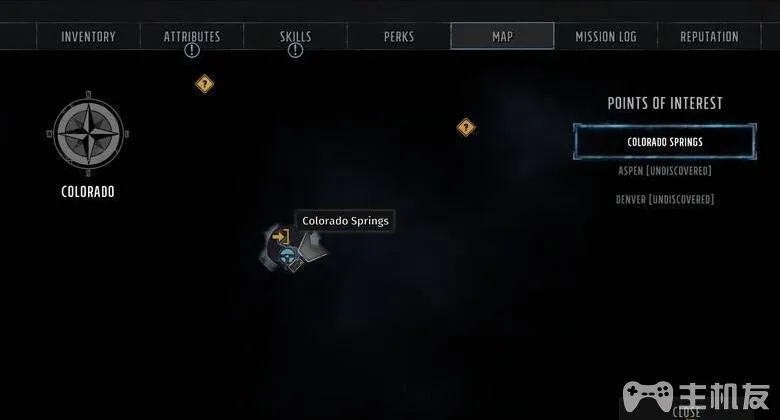 INVENTORY
ATTRIBUTES
SKILLS
PERKS
MAP
MISSION LOG
REPUTATION
!
!
?
?
N
W
E
S
COLORADO
POINTS OF INTEREST
COLORADO SPRINGS
ASPEN [UNDISCOVERED]
DENVER [UNDISCOVERED]
Colorado Springs
CLOSE
主机友